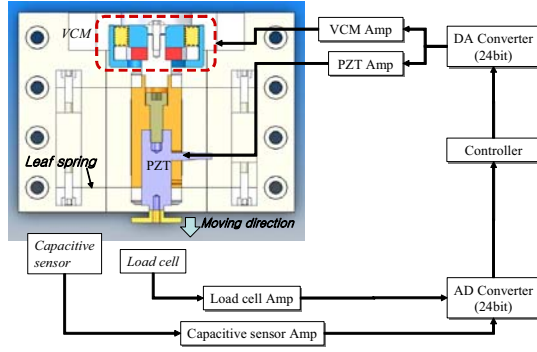 VCM
VCM Amp
DA Converter
(24bit)
PZT Amp
Controller
Leaf spring
PZT
Moving direction
Capacitive
sensor
Load cell
Load cell Amp
AD Converter
(24bit)
Capacitive sensor Amp